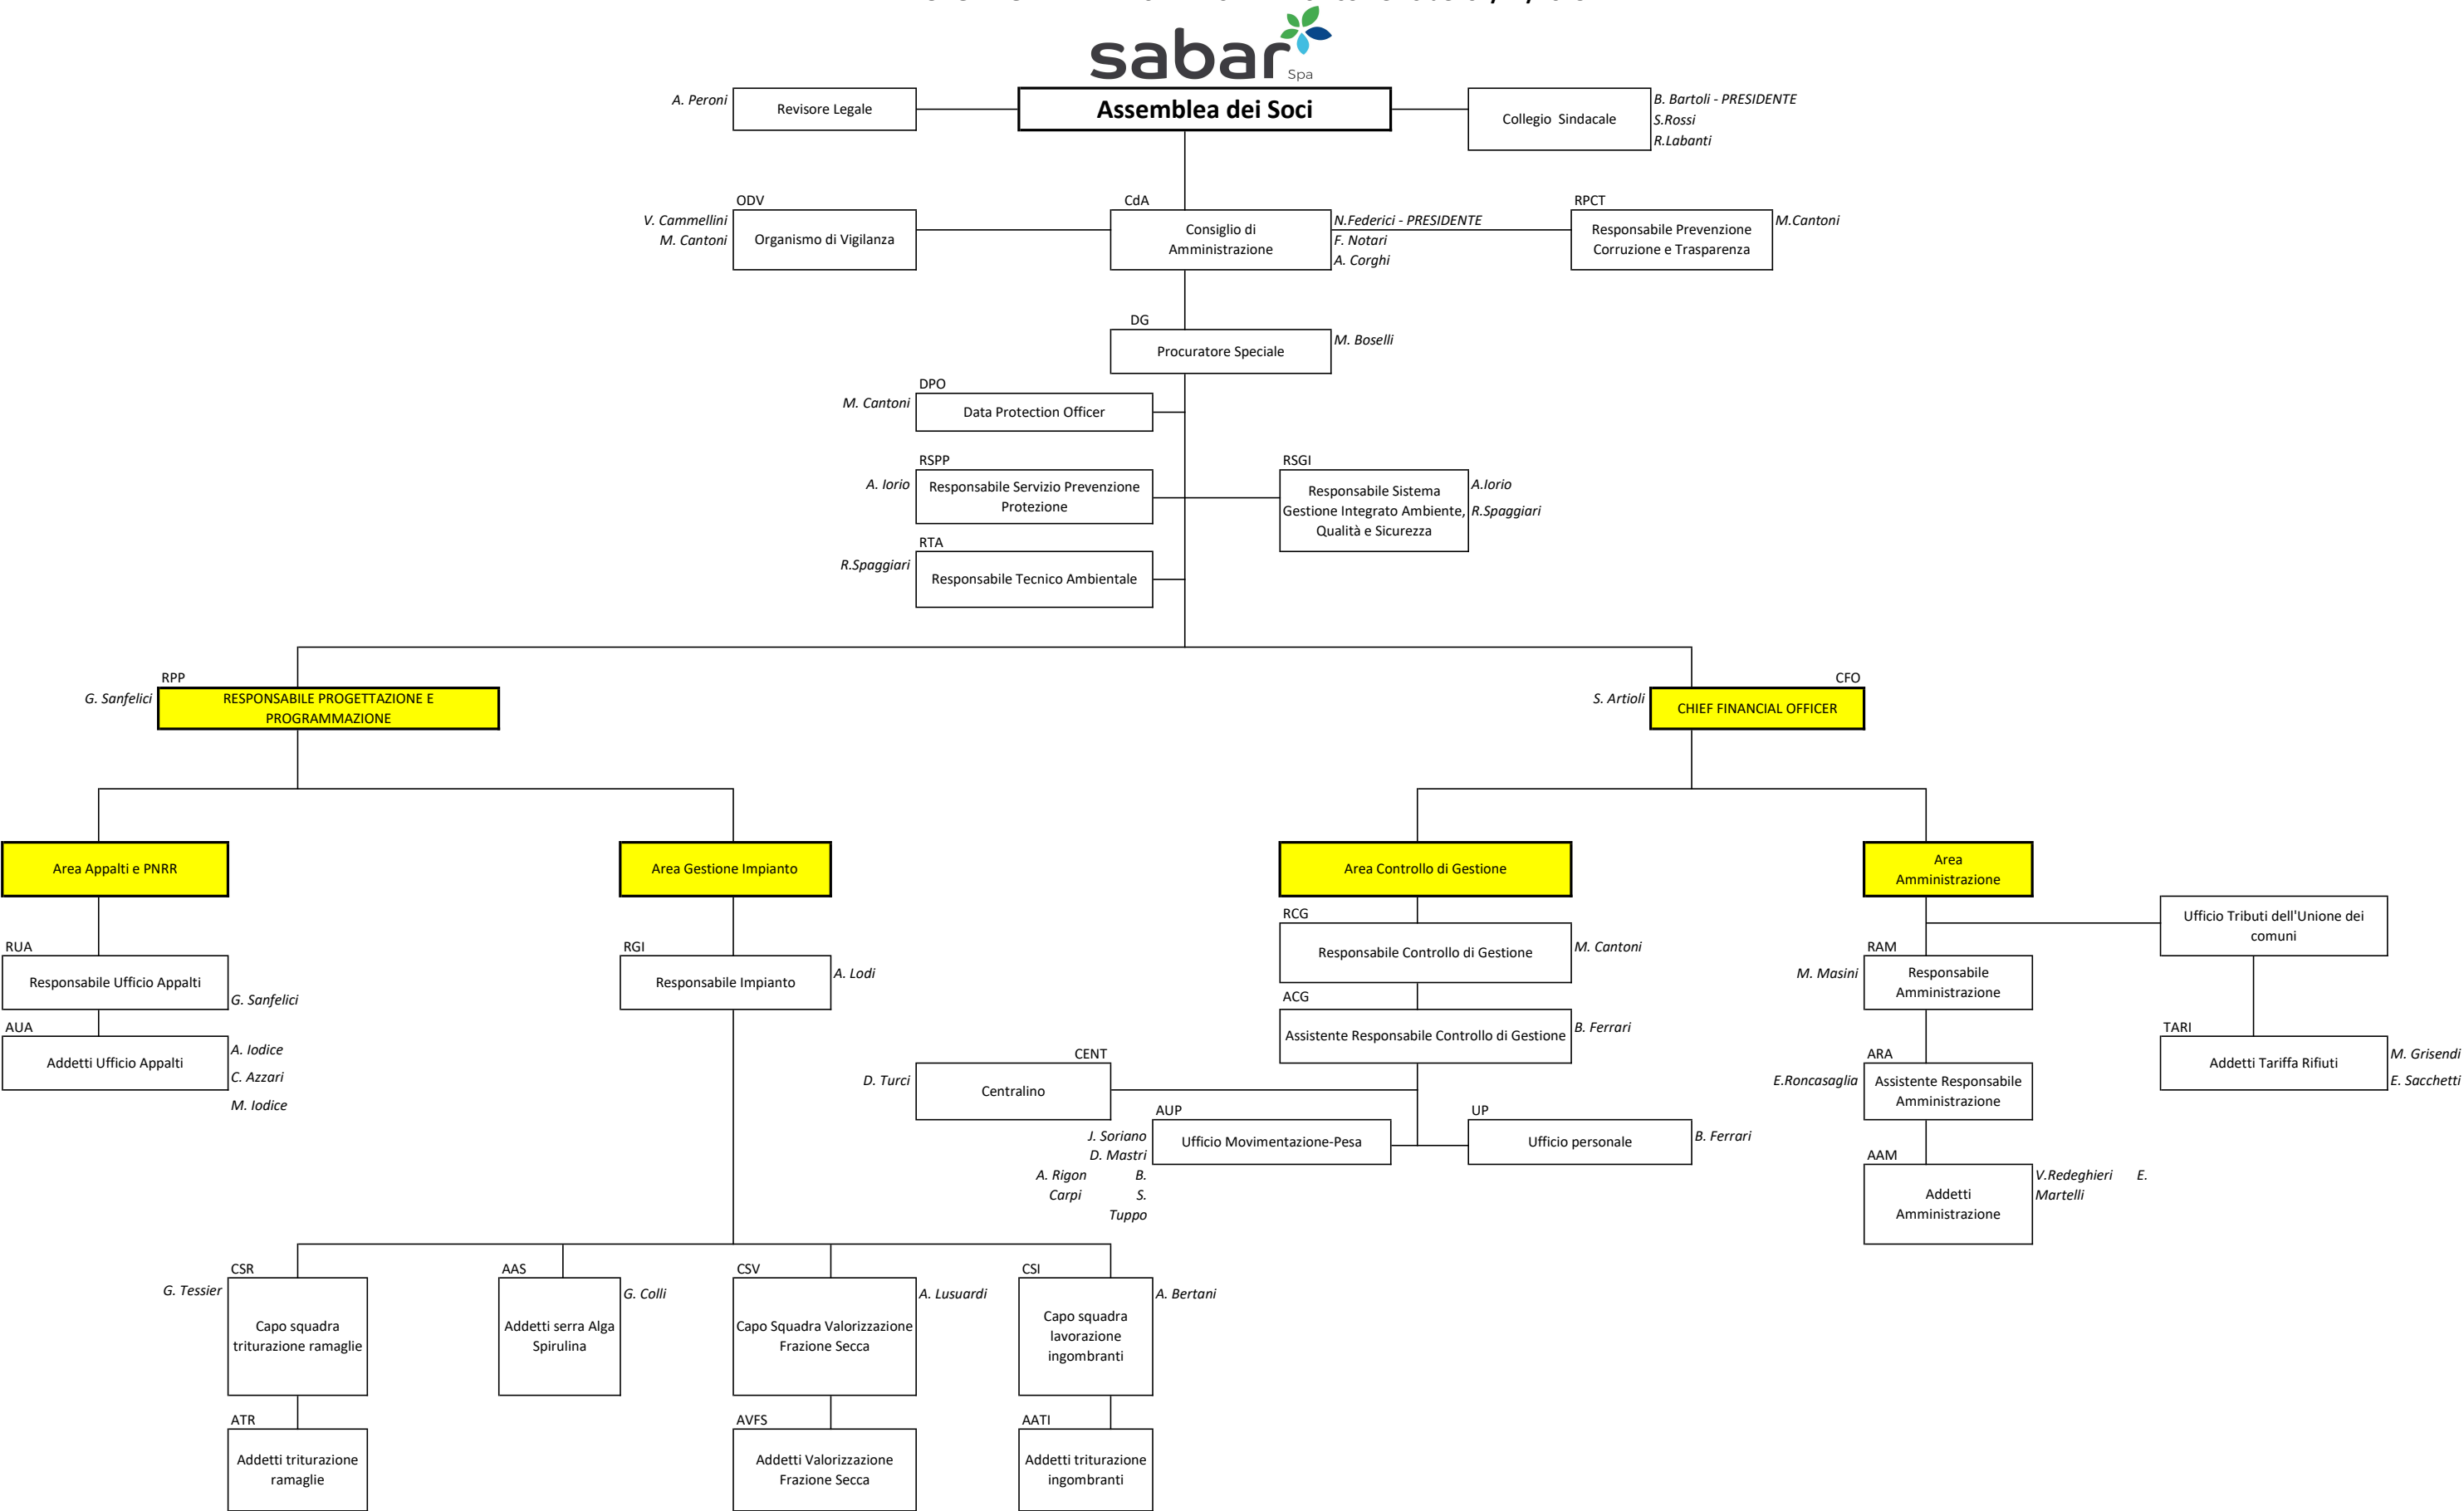 sabar
Spa
A. Peroni
Revisore Legale
Assemblea dei Soci
Collegio Sindacale
B. Bartoli - PRESIDENTE
S.Rossi
R.Labanti
ODV
V. Cammellini
M. Cantoni
Organismo di Vigilanza
CdA
Consiglio di
Amministrazione
N.Federici - PRESIDENTE
F. Notari
A. Corghi
RPCT
Responsabile Prevenzione
Corruzione e Trasparenza
M.Cantoni
DG
Procuratore Speciale
M. Boselli
DPO
M. Cantoni
Data Protection Officer
RSPP
A. Iorio
Responsabile Servizio Prevenzione
Protezione
RSGI
Responsabile Sistema
Gestione Integrato Ambiente,
Qualità e Sicurezza
A.Iorio
R.Spaggiari
RTA
R.Spaggiari
Responsabile Tecnico Ambientale
RPP
G. Sanfelici
RESPONSABILE PROGETTAZIONE E
PROGRAMMAZIONE
CFO
S. Artioli
CHIEF FINANCIAL OFFICER
Area Appalti e PNRR
Area Gestione Impianto
Area Controllo di Gestione
Area
Amministrazione
RUA
Responsabile Ufficio Appalti
G. Sanfelici
AUA
Addetti Ufficio Appalti
A. Iodice
C. Azzari
M. Iodice
RGI
Responsabile Impianto
A. Lodi
RCG
Responsabile Controllo di Gestione
M. Cantoni
ACG
Assistente Responsabile Controllo di Gestione
B. Ferrari
CENT
D. Turci
Centralino
AUP
J. Soriano
D. Mastri
A. Rigon B.
Carpi S.
Tuppo
Ufficio Movimentazione-Pesa
UP
Ufficio personale
B. Ferrari
Ufficio Tributi dell'Unione dei
comuni
RAM
M. Masini
Responsabile
Amministrazione
TARI
Addetti Tariffa Rifiuti
M. Grisendi
E. Sacchetti
ARA
E.Roncasaglia
Assistente Responsabile
Amministrazione
AAM
Addetti
Amministrazione
V.Redeghieri E.
Martelli
CSR
G. Tessier
Capo squadra
triturazione ramaglie
AAS
Addetti serra Alga
Spirulina
G. Colli
CSV
Capo Squadra Valorizzazione
Frazione Secca
A. Lusuardi
CSI
Capo squadra
lavorazione
ingombranti
A. Bertani
ATR
Addetti triturazione
ramaglie
AVFS
Addetti Valorizzazione
Frazione Secca
AATI
Addetti triturazione
ingombranti